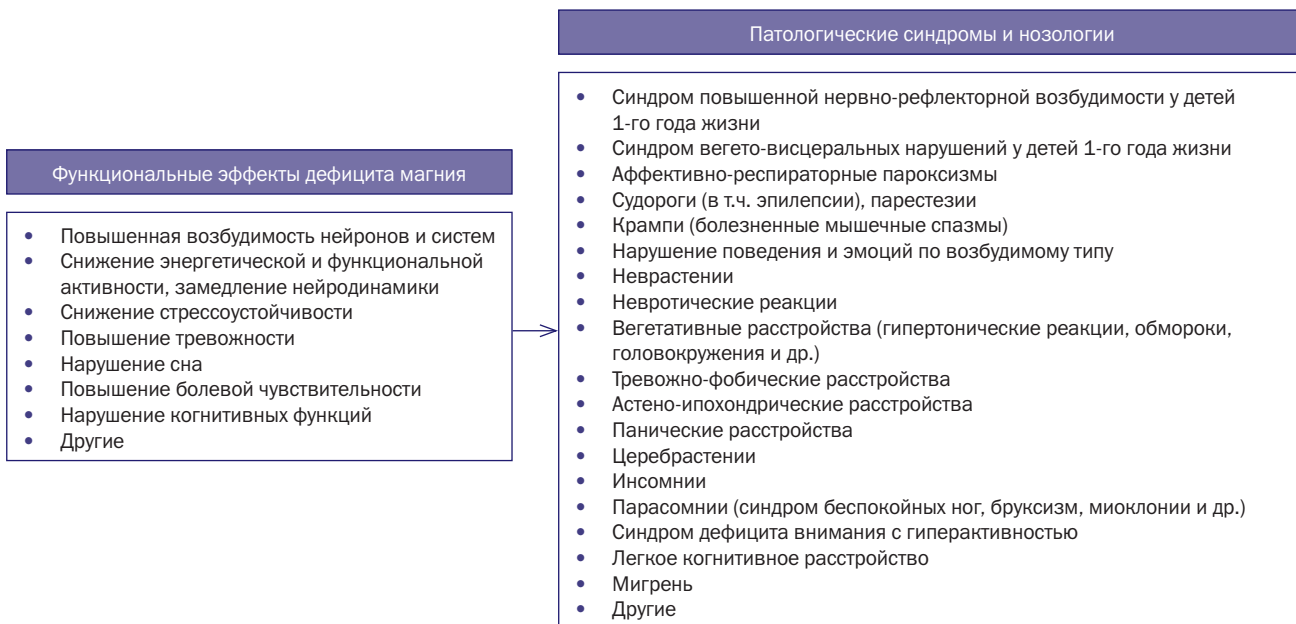 Патологические синдромы и нозологии
• Синдром повышенной нервно-рефлекторной возбудимости у детей
1-го года жизни
• Синдром вегето-висцеральных нарушений у детей 1-го года жизни
• Аффективно-респираторные пароксизмы
• Судороги (в т.ч. эпилепсии), парестезии
• Крампи (болезненные мышечные спазмы)
• Нарушение поведения и эмоций по возбудимому типу
• Неврастении
• Невротические реакции
• Вегетативные расстройства (гипертонические реакции, обмороки,
головокружения и др.)
• Тревожно-фобические расстройства
• Астено-ипохондрические расстройства
• Панические расстройства
• Церебрастении
• Инсомнии
• Парасомнии (синдром беспокойных ног, бруксизм, миоклонии и др.)
• Синдром дефицита внимания с гиперактивностью
• Легкое когнитивное расстройство
• Мигрень
• Другие
Функциональные эффекты дефицита магния
• Повышенная возбудимость нейронов и систем
• Снижение энергетической и функциональной
активности, замедление нейродинамики
• Снижение стрессоустойчивости
• Повышение тревожности
• Нарушение сна
• Повышение болевой чувствительности
• Нарушение когнитивных функций
• Другие